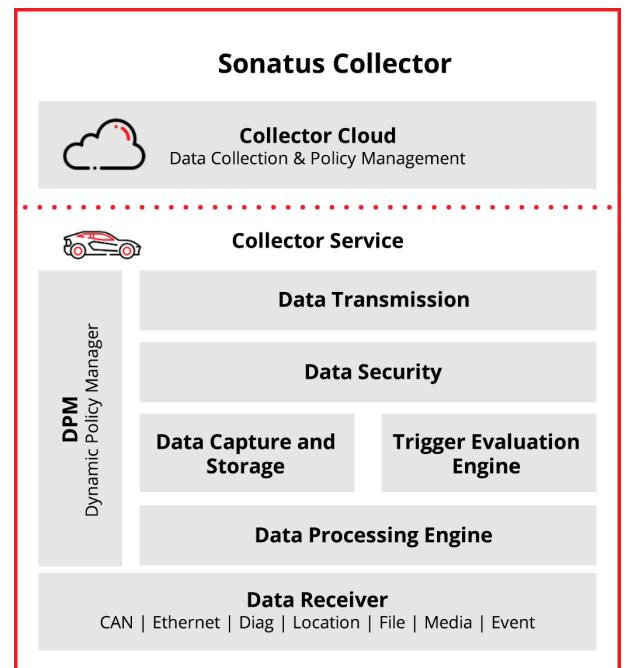 Sonatus Collector
Collector Cloud
Data Collection & Policy Management
Collector Service
DPM
Dynamic Policy Manager
Data Transmission
Data Security
Data Capture and
Storage
Trigger Evaluation
Engine
Data Processing Engine
Data Receiver
CAN | Ethernet | Diag | Location | File | Media | Event